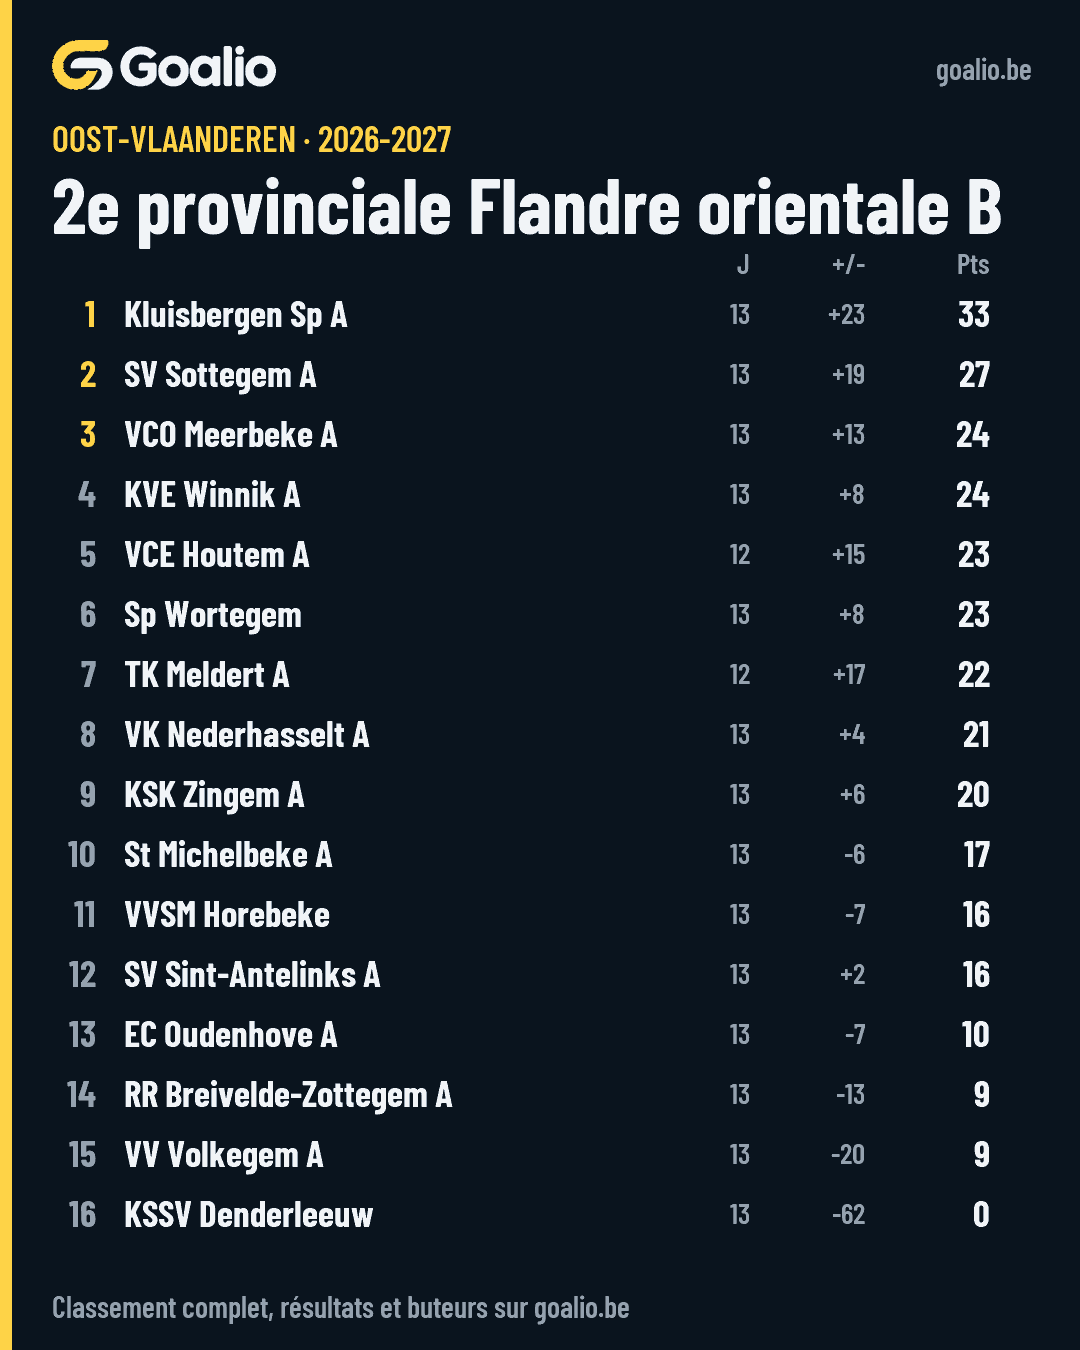 Goalio
goalio.be
OOST-VLAANDEREN · 2026-2027
2e provinciale Flandre orientale B
J +/- Pts
1 Kluisbergen Sp A 13 +23 33
2 SV Sottegem A 13 +19 27
3 VCO Meerbeke A 13 +13 24
4 KVE Winnik A 13 +8 24
5 VCE Houtem A 12 +15 23
6 Sp Wortegem 13 +8 23
7 TK Meldert A 12 +17 22
8 VK Nederhasselt A 13 +4 21
9 KSK Zingem A 13 +6 20
10 St Michelbeke A 13 -6 17
11 VVSM Horebeke 13 -7 16
12 SV Sint-Antelinks A 13 +2 16
13 EC Oudenhove A 13 -7 10
14 RR Breivelde-Zottegem A 13 -13 9
15 VV Volkegem A 13 -20 9
16 KSSV Denderleeuw 13 -62 0
Classement complet, résultats et buteurs sur goalio.be